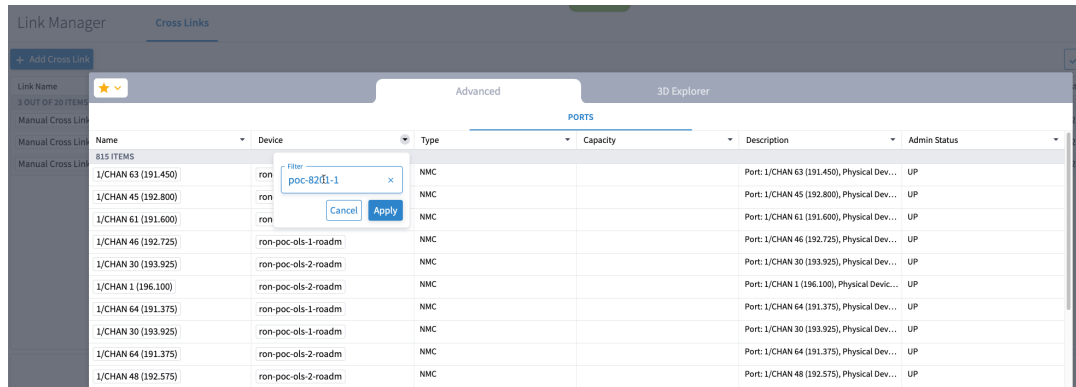 Link Manager Cross Links
+ Add Cross Link
Link Name
3 OUT OF 20 ITEMS
Manual Cross Link
Manual Cross Link
Manual Cross Link
Advanced 3D Explorer
PORTS
Name Device Type Capacity Description Admin Status
815 ITEMS
Filter
poc-8201-1 ×
Cancel Apply
1/CHAN 63 (191.450) ron NMC Port: 1/CHAN 63 (191.450), Physical Dev... UP
1/CHAN 45 (192.800) ron NMC Port: 1/CHAN 45 (192.800), Physical Dev... UP
1/CHAN 61 (191.600) ron NMC Port: 1/CHAN 61 (191.600), Physical Dev... UP
1/CHAN 46 (192.725) ron-poc-ols-1-roadm NMC Port: 1/CHAN 46 (192.725), Physical Dev... UP
1/CHAN 30 (193.925) ron-poc-ols-2-roadm NMC Port: 1/CHAN 30 (193.925), Physical Dev... UP
1/CHAN 1 (196.100) ron-poc-ols-2-roadm NMC Port: 1/CHAN 1 (196.100), Physical Devic... UP
1/CHAN 64 (191.375) ron-poc-ols-1-roadm NMC Port: 1/CHAN 64 (191.375), Physical Dev... UP
1/CHAN 30 (193.925) ron-poc-ols-1-roadm NMC Port: 1/CHAN 30 (193.925), Physical Dev... UP
1/CHAN 64 (191.375) ron-poc-ols-2-roadm NMC Port: 1/CHAN 64 (191.375), Physical Dev... UP
1/CHAN 48 (192.575) ron-poc-ols-2-roadm NMC Port: 1/CHAN 48 (192.575), Physical Dev... UP